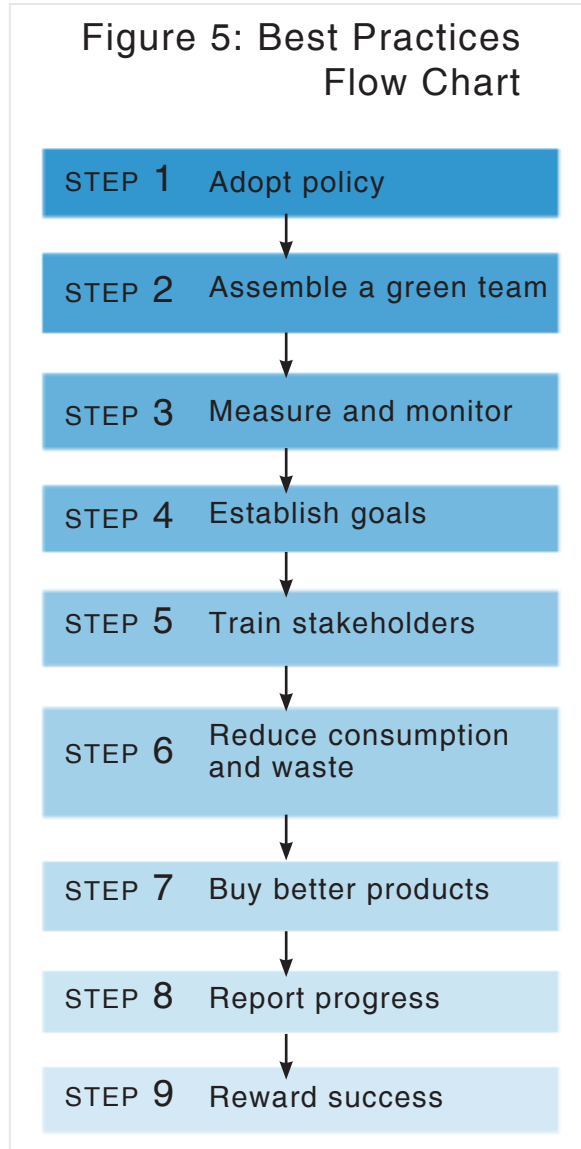 Figure 5: Best Practices
Flow Chart
STEP 1 Adopt policy
STEP 2 Assemble a green team
STEP 3 Measure and monitor
STEP 4 Establish goals
STEP 5 Train stakeholders
STEP 6 Reduce consumption
and waste
STEP 7 Buy better products
STEP 8 Report progress
STEP 9 Reward success